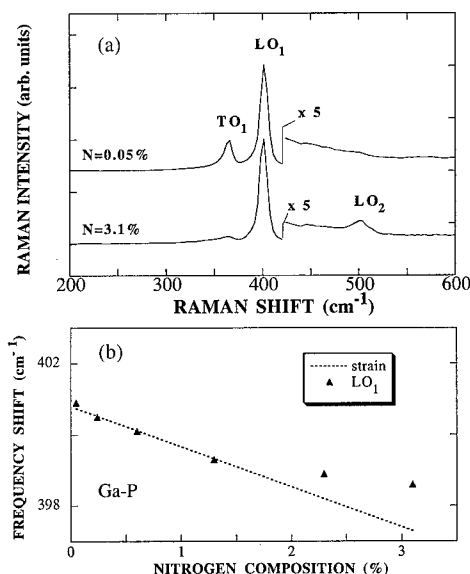 (a)
LO₁
x 5
TO₁
N=0.05%
x 5
LO₂
N=3.1%
RAMAN INTENSITY (arb. units)
200 300 400 500 600
RAMAN SHIFT (cm⁻¹)
(b)
402
strain
LO₁
Ga-P
398
FREQUENCY SHIFT (cm⁻¹)
0 1 2 3
NITROGEN COMPOSITION (%)